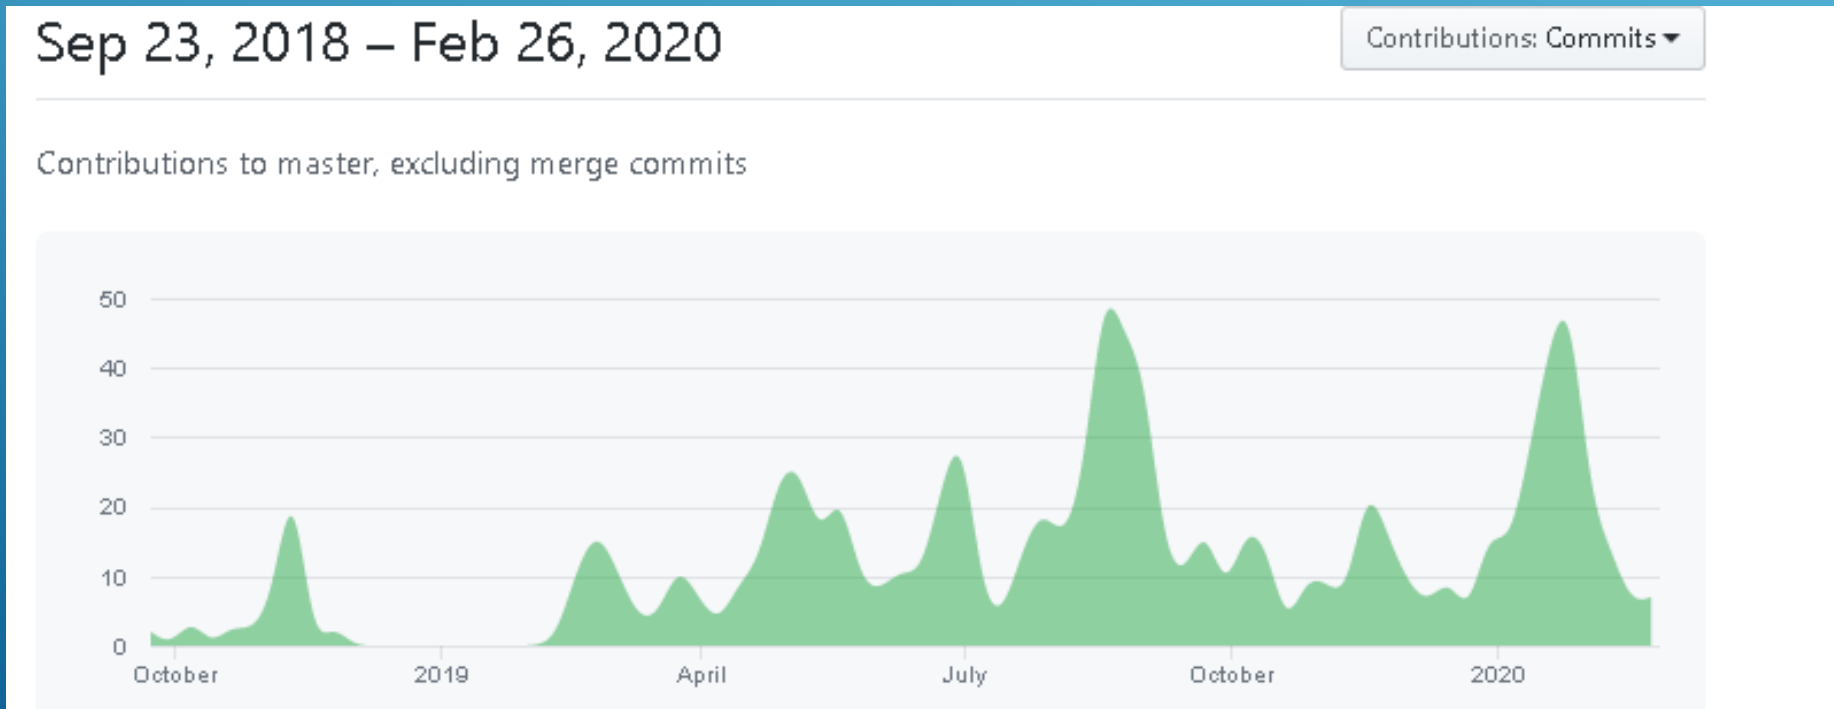 Sep 23, 2018 – Feb 26, 2020
Contributions: Commits
Contributions to master, excluding merge commits
50
40
30
20
10
0
October 2019 April July October 2020